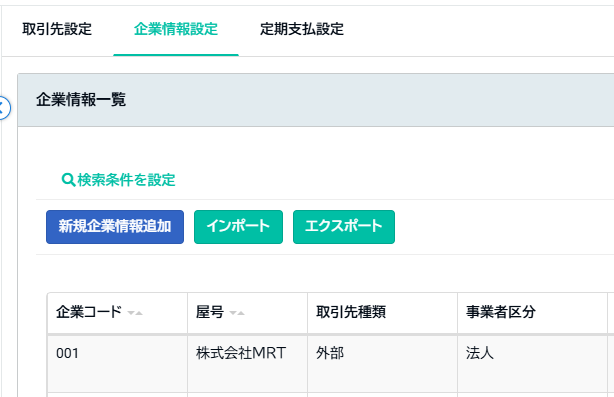 取引先設定 企業情報設定 定期支払設定
企業情報一覧
検索条件を設定
新規企業情報追加 インポート エクスポート
企業コード 屋号 取引先種類 事業者区分
001 株式会社MRT 外部 法人